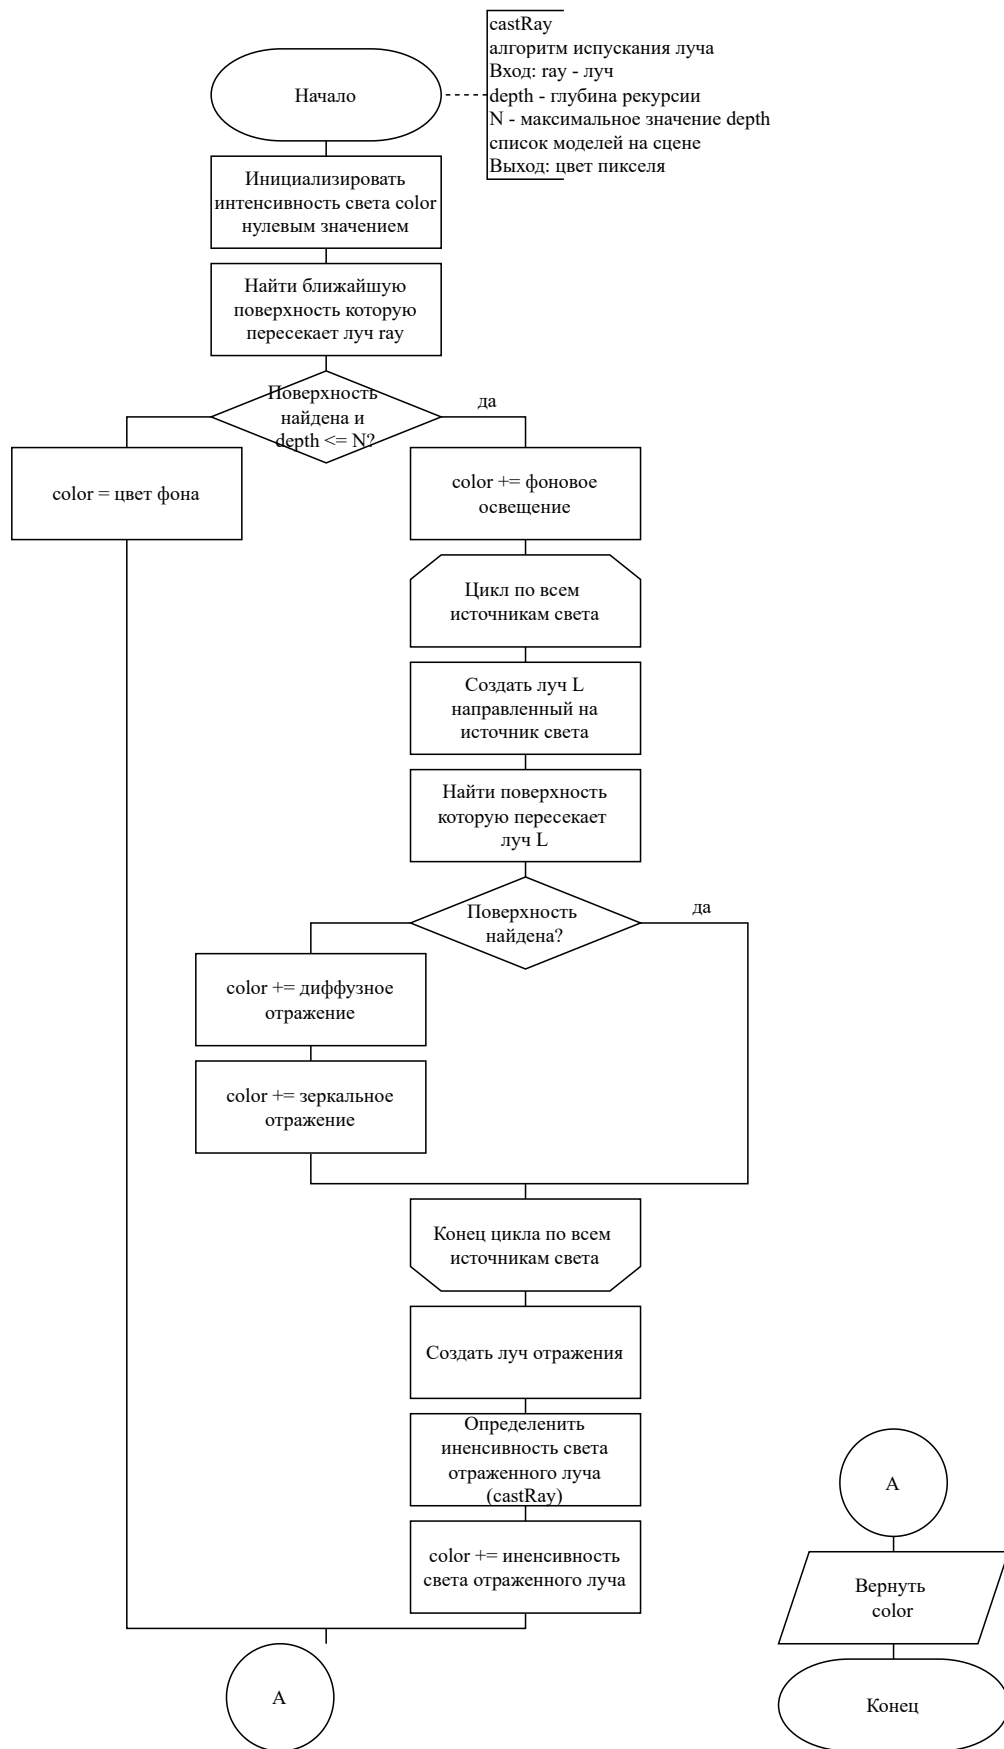 castRay
алгоритм испускания луча
Вход: ray - луч
depth - глубина рекурсии
N - максимальное значение depth
список моделей на сцене
Выход: цвет пикселя
Начало
Инициализировать
интенсивность света color
нулевым значением
Найти ближайшую
поверхность которую
пересекает луч ray
Поверхность
найдена и
depth <= N?
да
color = цвет фона
color += фоновое
освещение
Цикл по всем
источникам света
Создать луч L
направленный на
источник света
Найти поверхность
которую пересекает
луч L
Поверхность
найдена?
да
color += диффузное
отражение
color += зеркальное
отражение
Конец цикла по всем
источникам света
Создать луч отражения
Определить
иненсивность света
отраженного луча
(castRay)
color += иненсивность
света отраженного луча
A
A
Вернуть
color
Конец